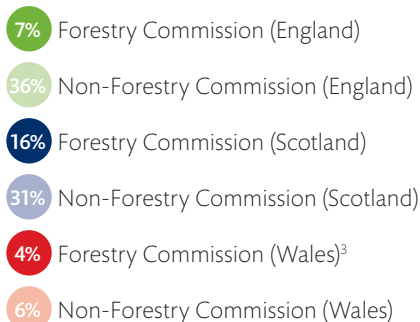 7% Forestry Commission (England)
36% Non-Forestry Commission (England)
16% Forestry Commission (Scotland)
31% Non-Forestry Commission (Scotland)
4% Forestry Commission (Wales)³
6% Non-Forestry Commission (Wales)